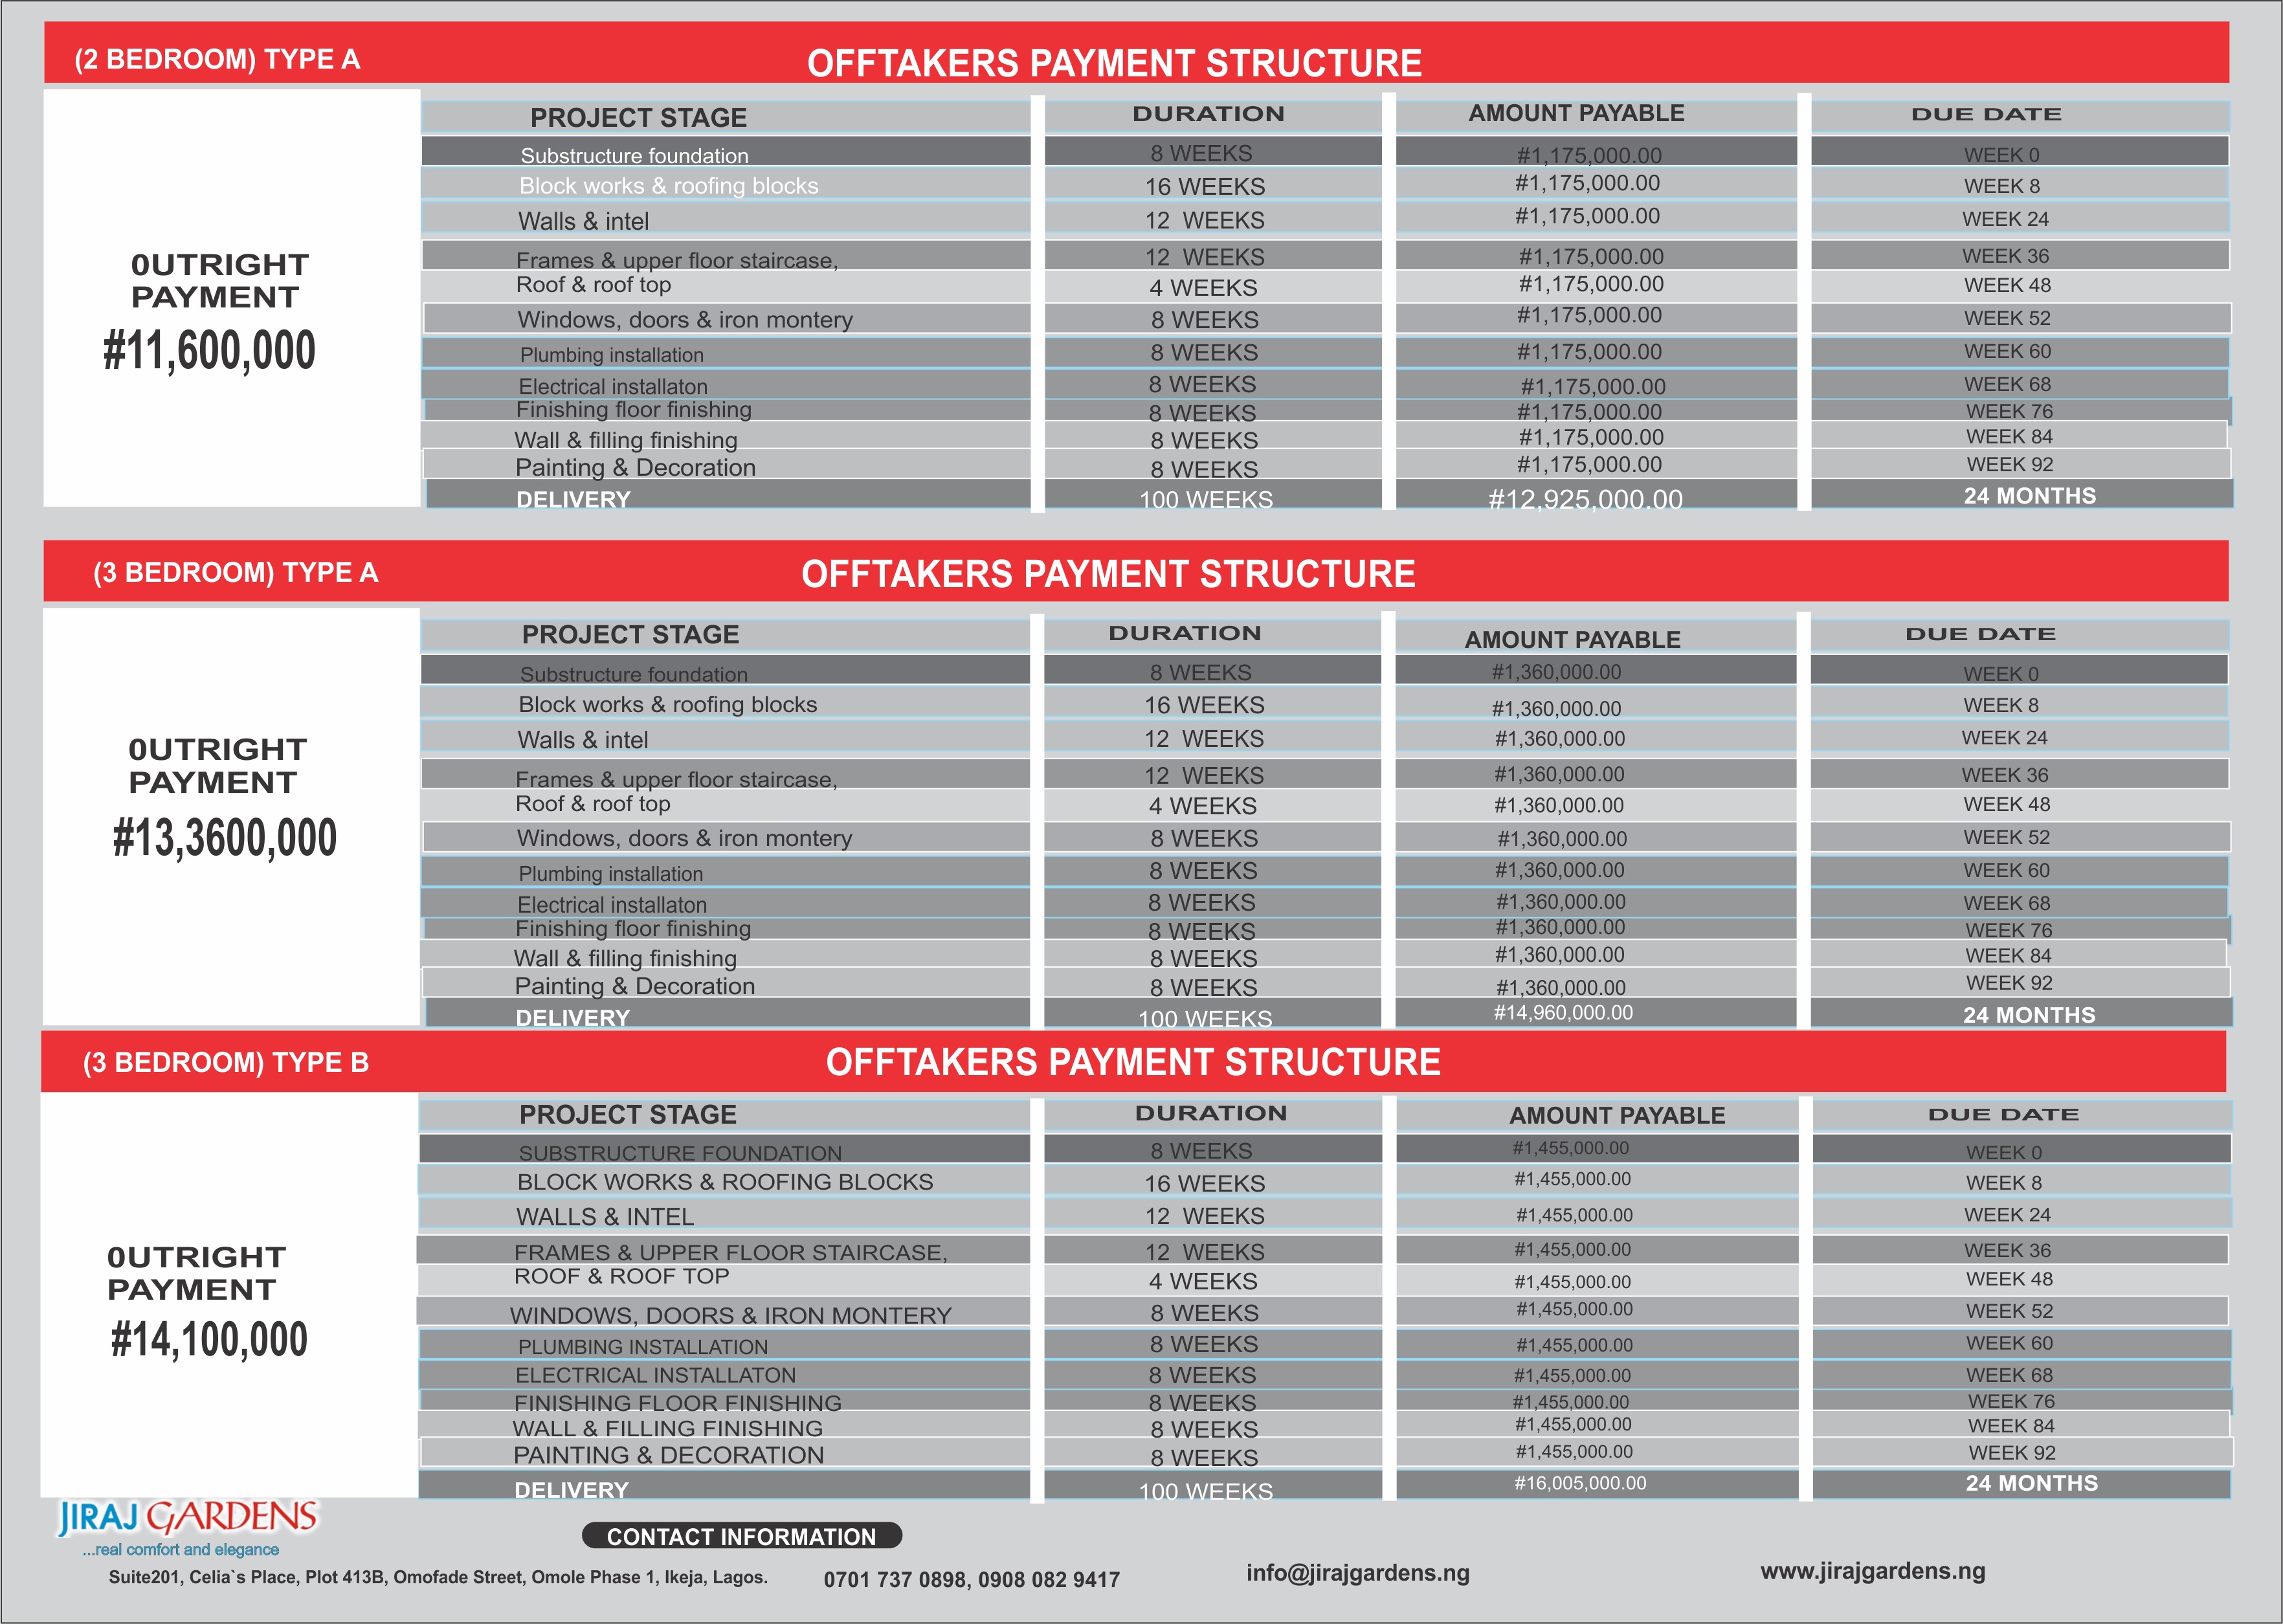 (2 BEDROOM) TYPE A OFFTAKERS PAYMENT STRUCTURE
PROJECT STAGE DURATION AMOUNT PAYABLE DUE DATE
Substructure foundation 8 WEEKS #1,175,000.00 WEEK 0
Block works & roofing blocks 16 WEEKS #1,175,000.00 WEEK 8
Walls & intel 12 WEEKS #1,175,000.00 WEEK 24
Frames & upper floor staircase, 12 WEEKS #1,175,000.00 WEEK 36
Roof & roof top 4 WEEKS #1,175,000.00 WEEK 48
Windows, doors & iron montery 8 WEEKS #1,175,000.00 WEEK 52
Plumbing installation 8 WEEKS #1,175,000.00 WEEK 60
Electrical installaton 8 WEEKS #1,175,000.00 WEEK 68
Finishing floor finishing 8 WEEKS #1,175,000.00 WEEK 76
Wall & filling finishing 8 WEEKS #1,175,000.00 WEEK 84
Painting & Decoration 8 WEEKS #1,175,000.00 WEEK 92
DELIVERY 100 WEEKS #12,925,000.00 24 MONTHS
0UTRIGHT
PAYMENT
#11,600,000
(3 BEDROOM) TYPE A OFFTAKERS PAYMENT STRUCTURE
PROJECT STAGE DURATION AMOUNT PAYABLE DUE DATE
Substructure foundation 8 WEEKS #1,360,000.00 WEEK 0
Block works & roofing blocks 16 WEEKS #1,360,000.00 WEEK 8
Walls & intel 12 WEEKS #1,360,000.00 WEEK 24
Frames & upper floor staircase, 12 WEEKS #1,360,000.00 WEEK 36
Roof & roof top 4 WEEKS #1,360,000.00 WEEK 48
Windows, doors & iron montery 8 WEEKS #1,360,000.00 WEEK 52
Plumbing installation 8 WEEKS #1,360,000.00 WEEK 60
Electrical installaton 8 WEEKS #1,360,000.00 WEEK 68
Finishing floor finishing 8 WEEKS #1,360,000.00 WEEK 76
Wall & filling finishing 8 WEEKS #1,360,000.00 WEEK 84
Painting & Decoration 8 WEEKS #1,360,000.00 WEEK 92
DELIVERY 100 WEEKS #14,960,000.00 24 MONTHS
0UTRIGHT
PAYMENT
#13,3600,000
(3 BEDROOM) TYPE B OFFTAKERS PAYMENT STRUCTURE
PROJECT STAGE DURATION AMOUNT PAYABLE DUE DATE
SUBSTRUCTURE FOUNDATION 8 WEEKS #1,455,000.00 WEEK 0
BLOCK WORKS & ROOFING BLOCKS 16 WEEKS #1,455,000.00 WEEK 8
WALLS & INTEL 12 WEEKS #1,455,000.00 WEEK 24
FRAMES & UPPER FLOOR STAIRCASE, 12 WEEKS #1,455,000.00 WEEK 36
ROOF & ROOF TOP 4 WEEKS #1,455,000.00 WEEK 48
WINDOWS, DOORS & IRON MONTERY 8 WEEKS #1,455,000.00 WEEK 52
PLUMBING INSTALLATION 8 WEEKS #1,455,000.00 WEEK 60
ELECTRICAL INSTALLATON 8 WEEKS #1,455,000.00 WEEK 68
FINISHING FLOOR FINISHING 8 WEEKS #1,455,000.00 WEEK 76
WALL & FILLING FINISHING 8 WEEKS #1,455,000.00 WEEK 84
PAINTING & DECORATION 8 WEEKS #1,455,000.00 WEEK 92
DELIVERY 100 WEEKS #16,005,000.00 24 MONTHS
0UTRIGHT
PAYMENT
#14,100,000
JIRAJ GARDENS
...real comfort and elegance
CONTACT INFORMATION
Suite201, Celia`s Place, Plot 413B, Omofade Street, Omole Phase 1, Ikeja, Lagos. 0701 737 0898, 0908 082 9417 info@jirajgardens.ng www.jirajgardens.ng